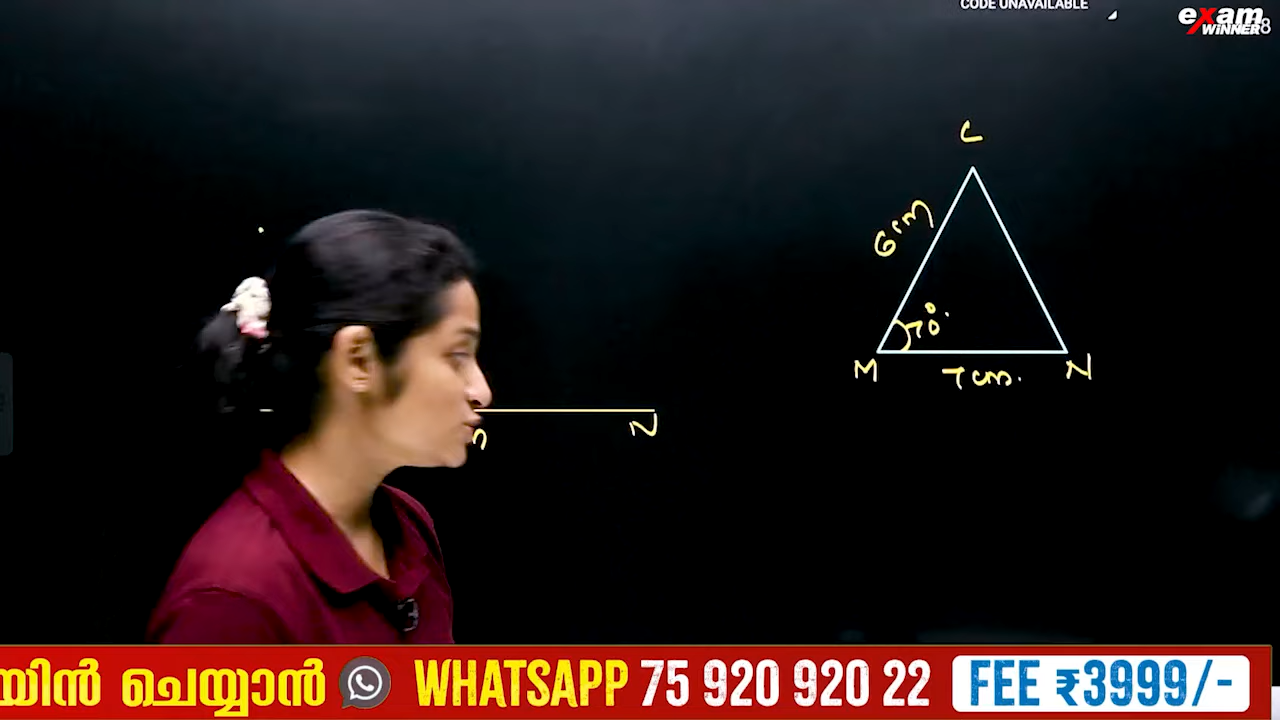 CODE UNAVAILABLE
exam
WINNER
C
6cm
70°
M
7cm.
N
N
യിൻ ചെയ്യാൻ WHATSAPP 75 920 920 22 FEE ₹3999/-